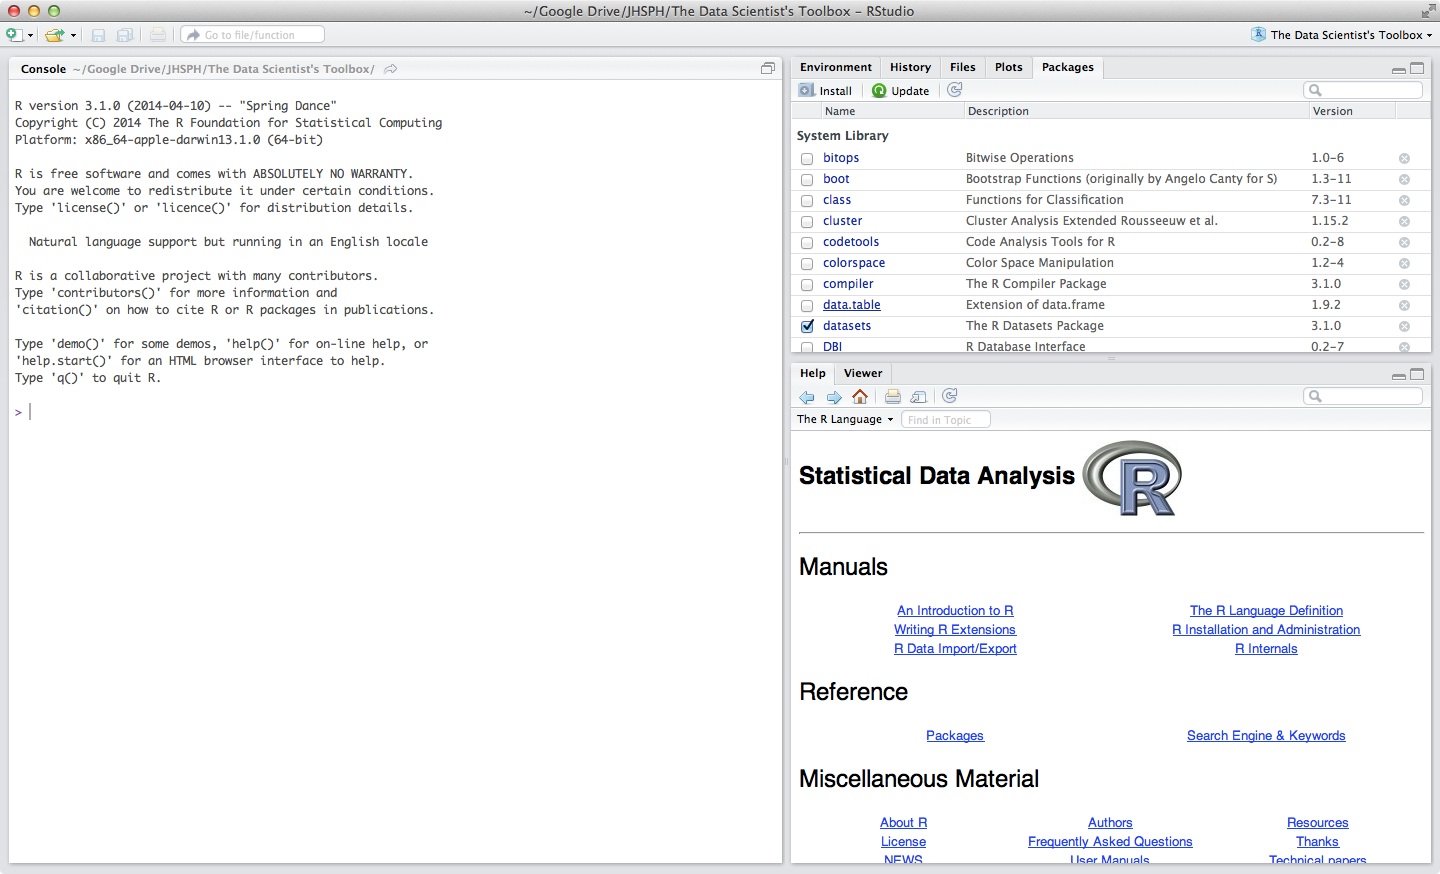 ~/Google Drive/JHSPH/The Data Scientist's Toolbox – RStudio
Go to file/function
The Data Scientist's Toolbox
Console ~/Google Drive/JHSPH/The Data Scientist's Toolbox/
R version 3.1.0 (2014-04-10) -- "Spring Dance"
Copyright (C) 2014 The R Foundation for Statistical Computing
Platform: x86_64-apple-darwin13.1.0 (64-bit)
R is free software and comes with ABSOLUTELY NO WARRANTY.
You are welcome to redistribute it under certain conditions.
Type 'license()' or 'licence()' for distribution details.
Natural language support but running in an English locale
R is a collaborative project with many contributors.
Type 'contributors()' for more information and
'citation()' on how to cite R or R packages in publications.
Type 'demo()' for some demos, 'help()' for on-line help, or
'help.start()' for an HTML browser interface to help.
Type 'q()' to quit R.
>
Environment History Files Plots Packages
Install Update
Name Description Version
System Library
bitops Bitwise Operations 1.0-6
boot Bootstrap Functions (originally by Angelo Canty for S) 1.3-11
class Functions for Classification 7.3-11
cluster Cluster Analysis Extended Rousseeuw et al. 1.15.2
codetools Code Analysis Tools for R 0.2-8
colorspace Color Space Manipulation 1.2-4
compiler The R Compiler Package 3.1.0
data.table Extension of data.frame 1.9.2
datasets The R Datasets Package 3.1.0
DBI R Database Interface 0.2-7
Help Viewer
The R Language Find in Topic
Statistical Data Analysis R
Manuals
An Introduction to R The R Language Definition
Writing R Extensions R Installation and Administration
R Data Import/Export R Internals
Reference
Packages Search Engine & Keywords
Miscellaneous Material
About R Authors Resources
License Frequently Asked Questions Thanks
NEWS User Manuals Technical papers